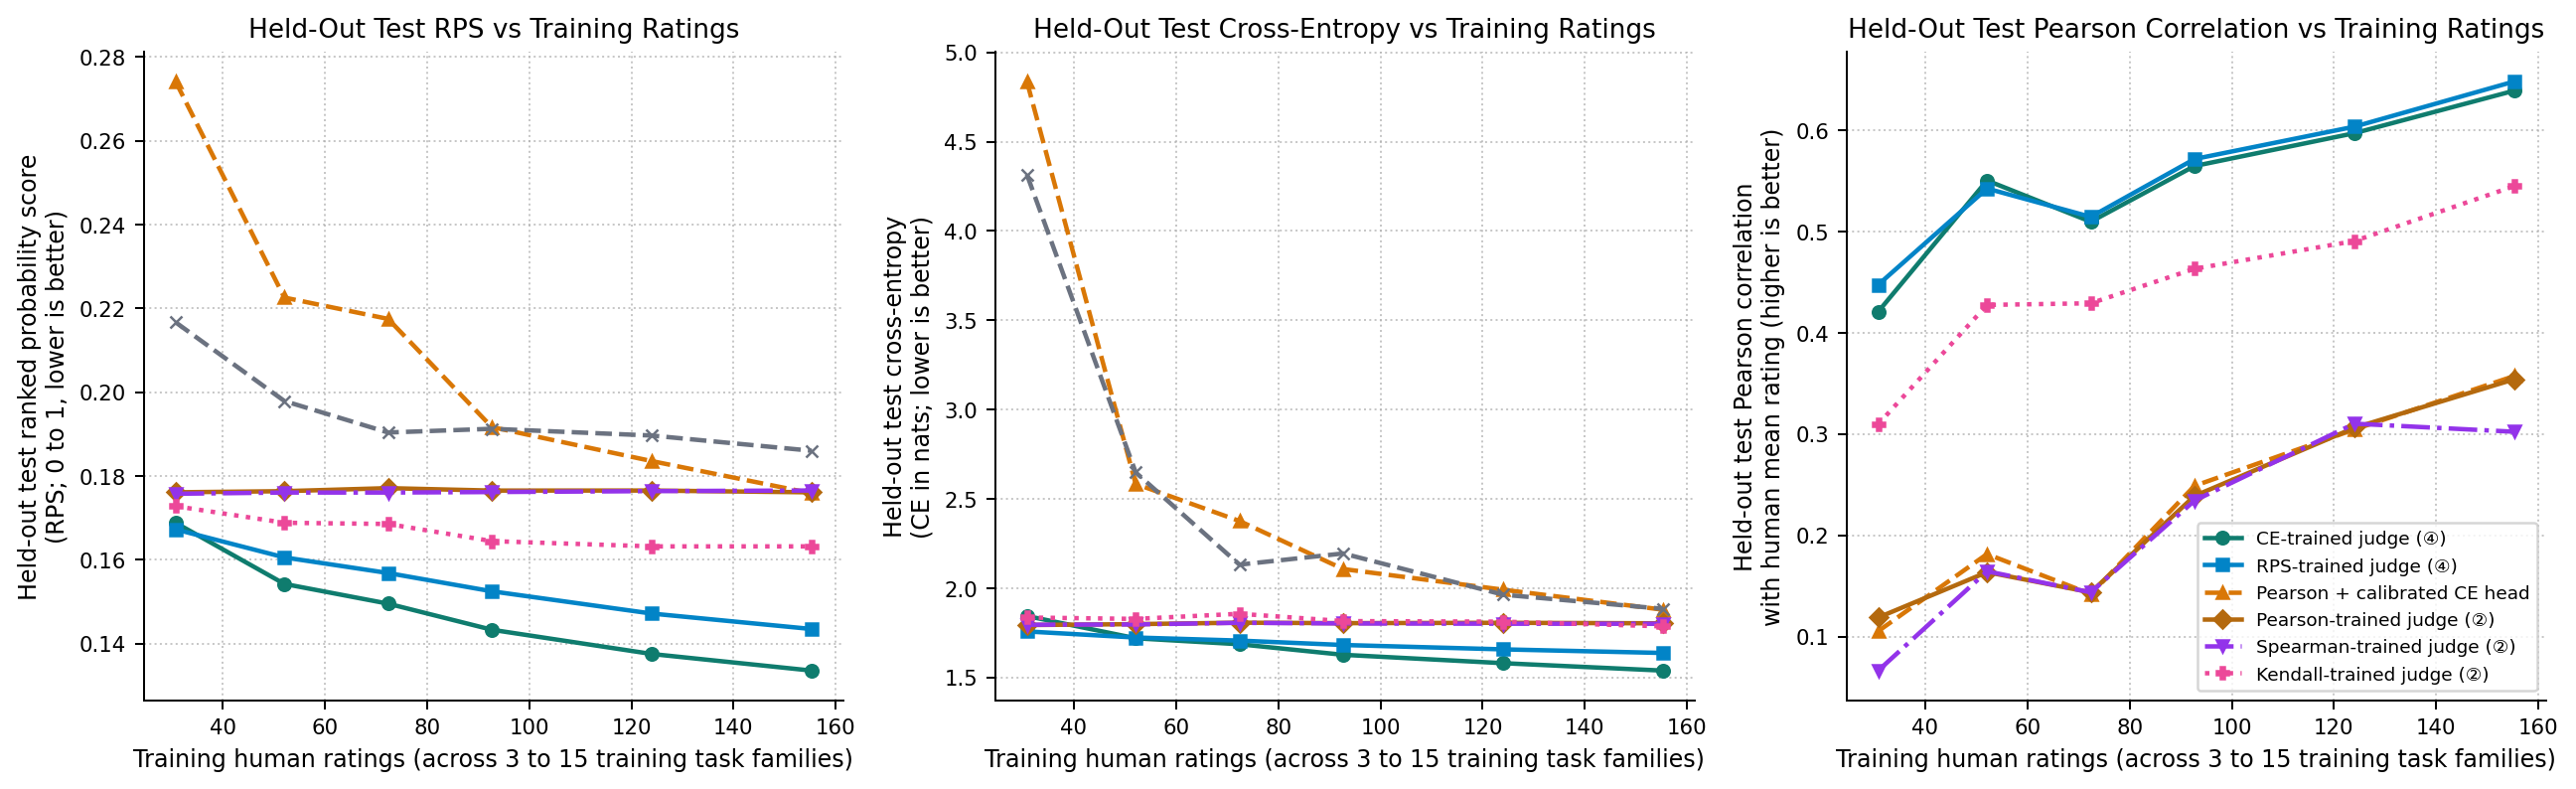 Held-Out Test RPS vs Training Ratings
Held-out test ranked probability score
(RPS; 0 to 1, lower is better)
0.28
0.26
0.24
0.22
0.20
0.18
0.16
0.14
40
60
80
100
120
140
160
Training human ratings (across 3 to 15 training task families)
Held-Out Test Cross-Entropy vs Training Ratings
Held-out test cross-entropy
(CE in nats; lower is better)
5.0
4.5
4.0
3.5
3.0
2.5
2.0
1.5
40
60
80
100
120
140
160
Training human ratings (across 3 to 15 training task families)
Held-Out Test Pearson Correlation vs Training Ratings
Held-out test Pearson correlation
with human mean rating (higher is better)
0.6
0.5
0.4
0.3
0.2
0.1
40
60
80
100
120
140
160
Training human ratings (across 3 to 15 training task families)
CE-trained judge (④)
RPS-trained judge (④)
Pearson + calibrated CE head
Pearson-trained judge (②)
Spearman-trained judge (②)
Kendall-trained judge (②)